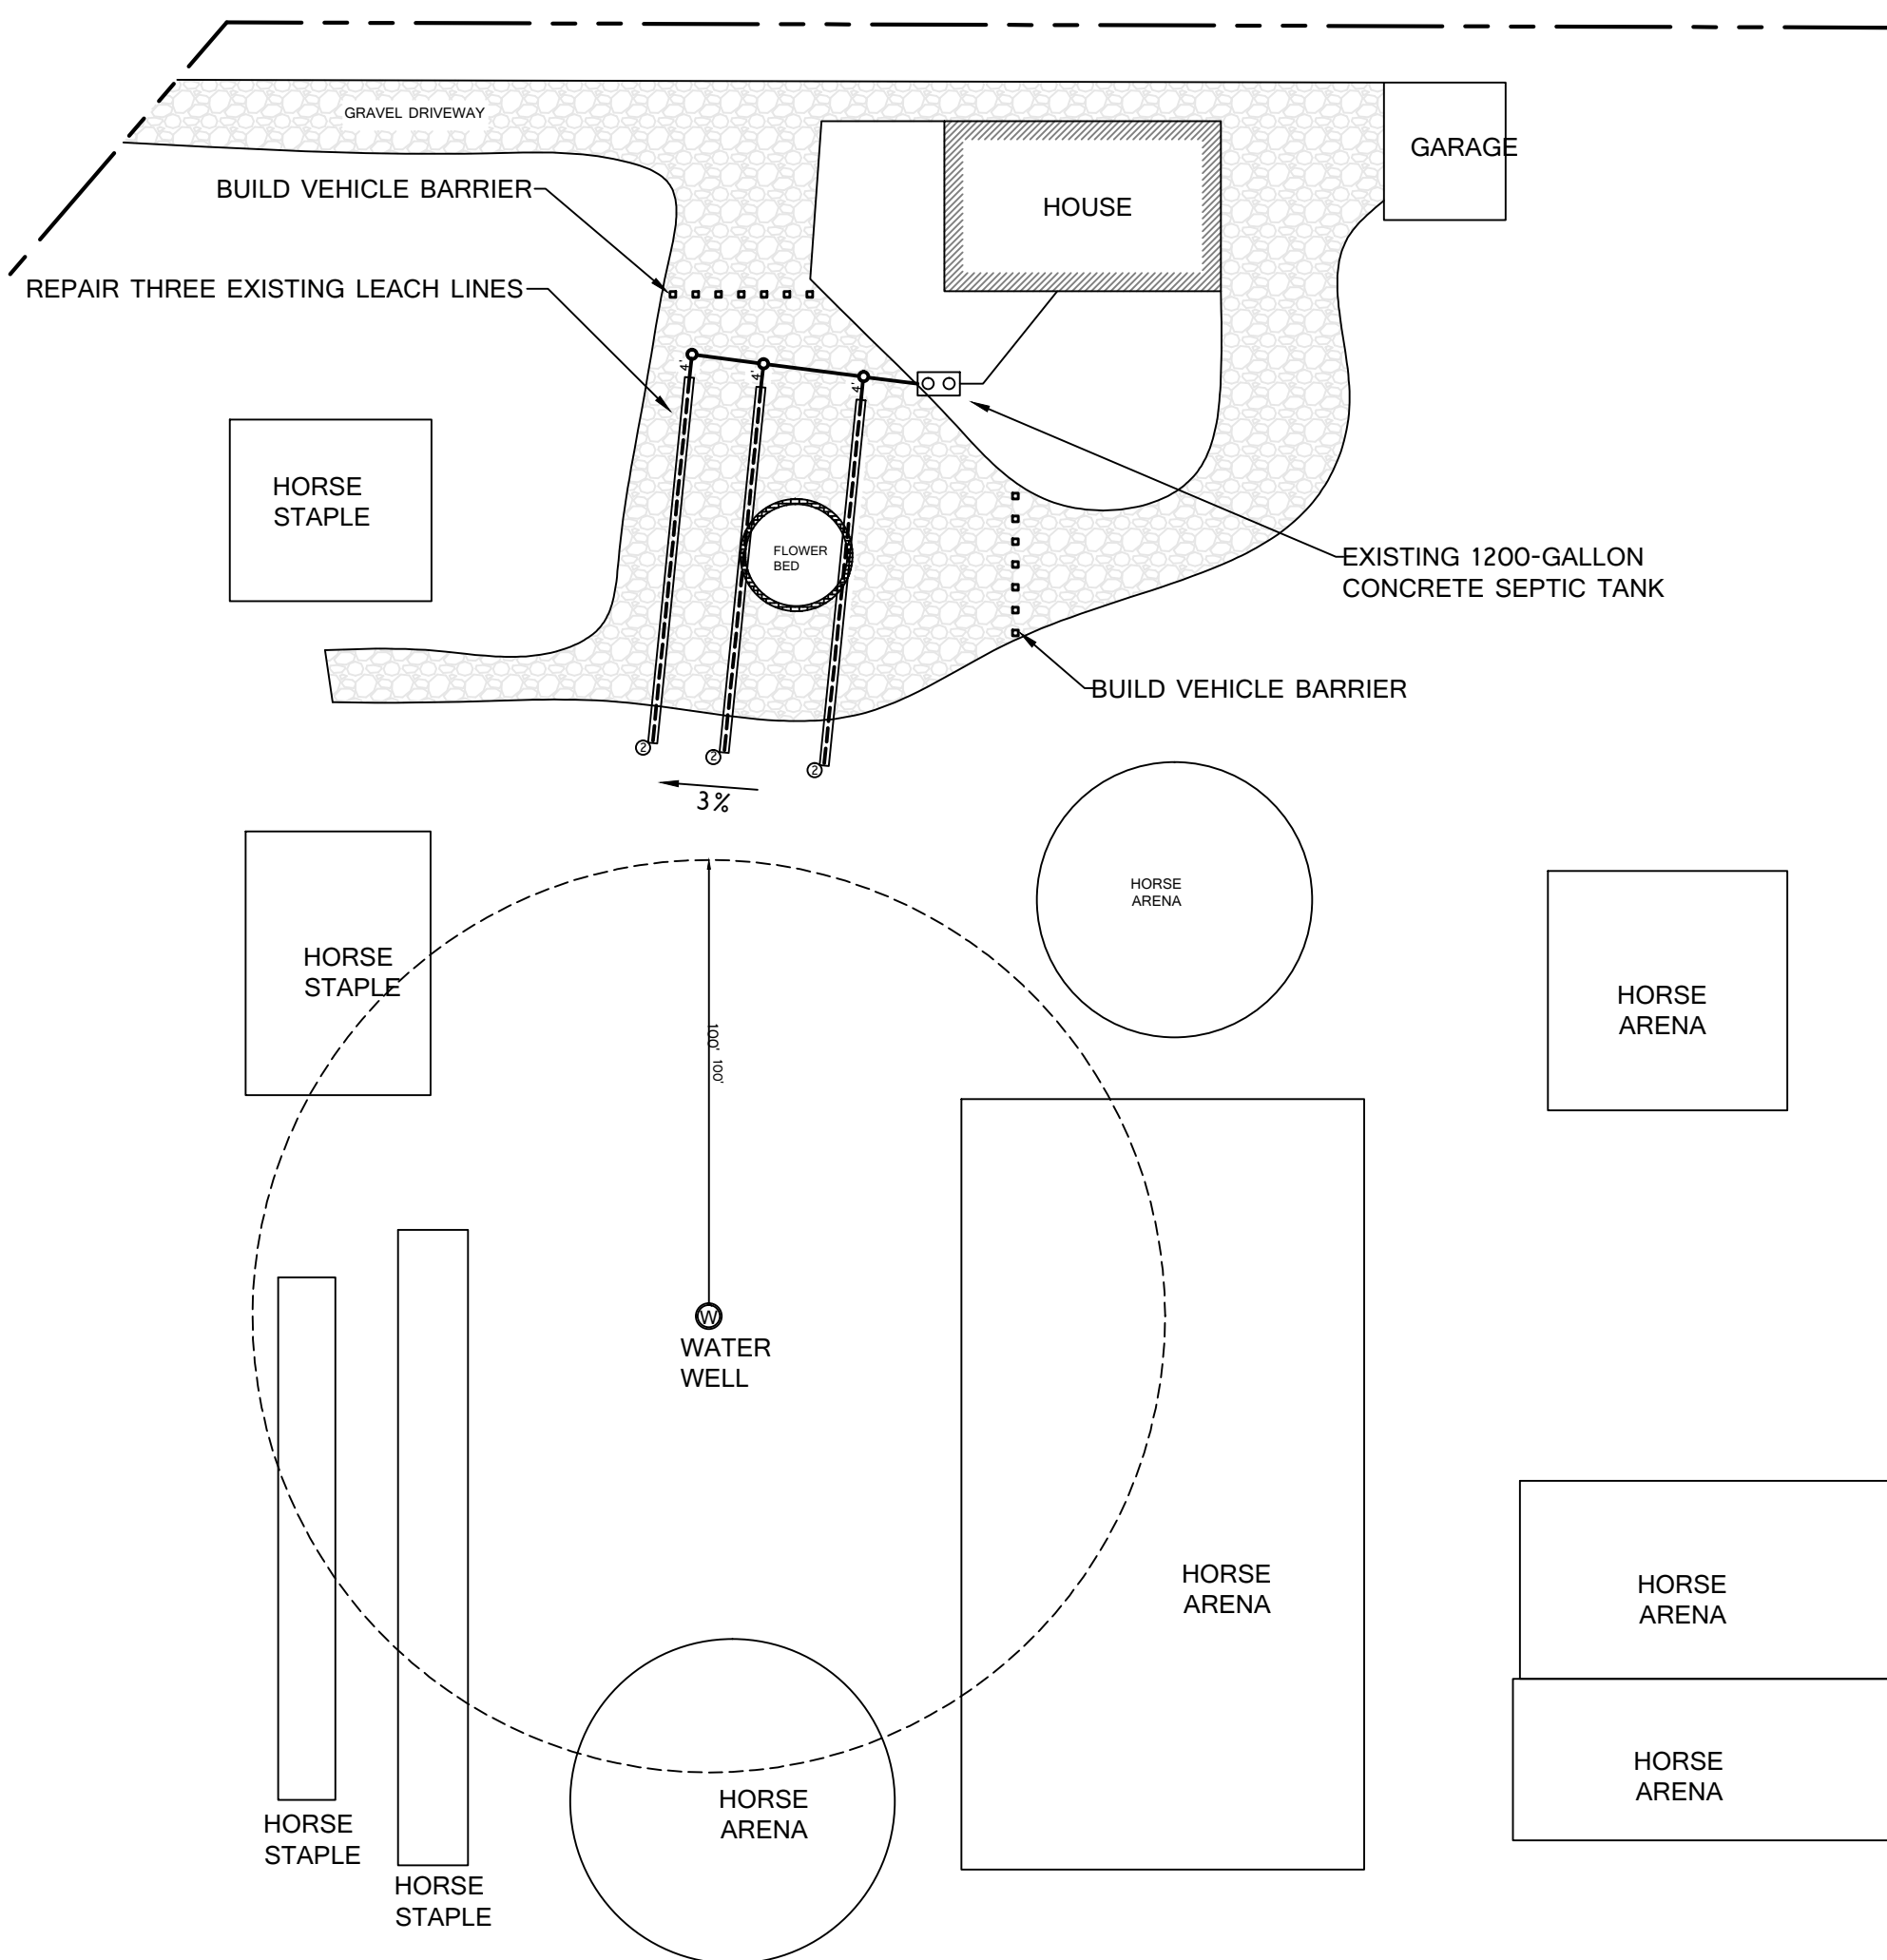 GRAVEL DRIVEWAY
GARAGE
BUILD VEHICLE BARRIER
HOUSE
REPAIR THREE EXISTING LEACH LINES
4'
4'
4'
HORSE
STAPLE
FLOWER
BED
EXISTING 1200-GALLON
CONCRETE SEPTIC TANK
BUILD VEHICLE BARRIER
2
2
2
3%
HORSE
ARENA
HORSE
STAPLE
HORSE
ARENA
100' 100'
W
WATER
WELL
HORSE
ARENA
HORSE
ARENA
HORSE
ARENA
HORSE
ARENA
HORSE
STAPLE
HORSE
STAPLE